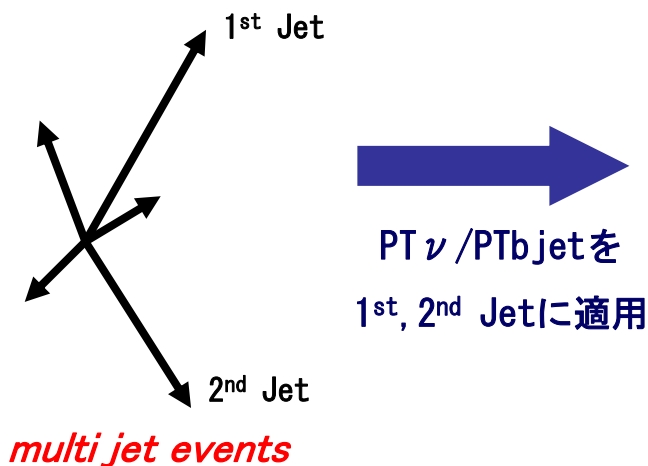 1st Jet
PTν/PTbjetを
1st,2nd Jetに適用
2nd Jet
multi jet events